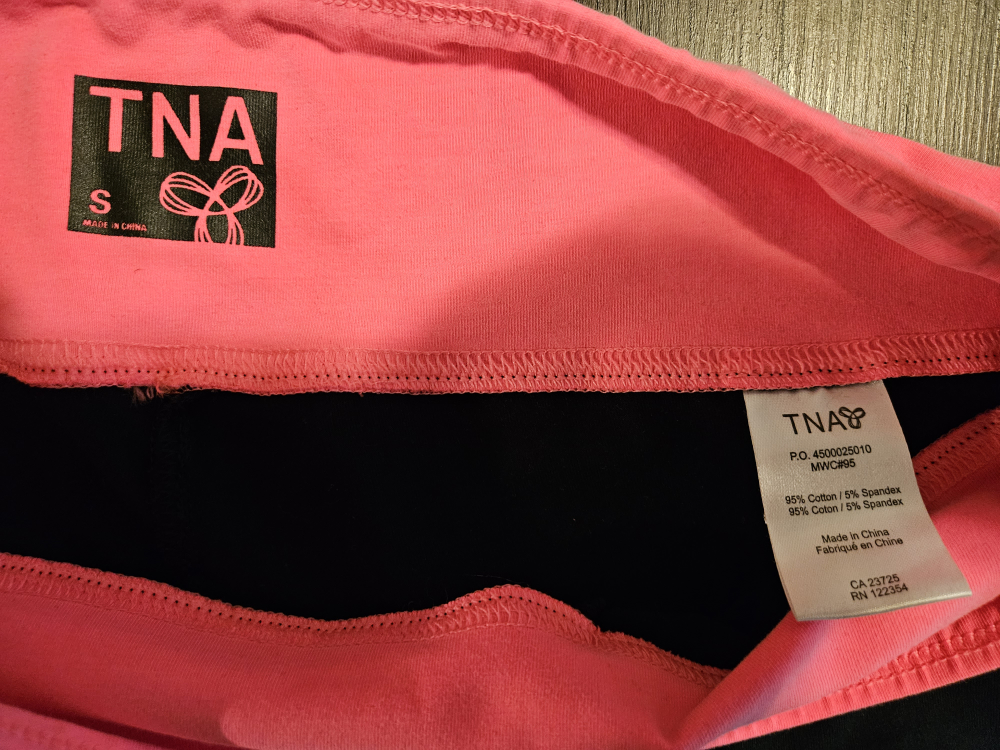 TNA
S
MADE IN CHINA
TNA
P.O. 4500025010
MWC#95
95% Cotton / 5% Spandex
95% Coton / 5% Spandex
Made in China
Fabriqué en Chine
CA 23725
RN 122354